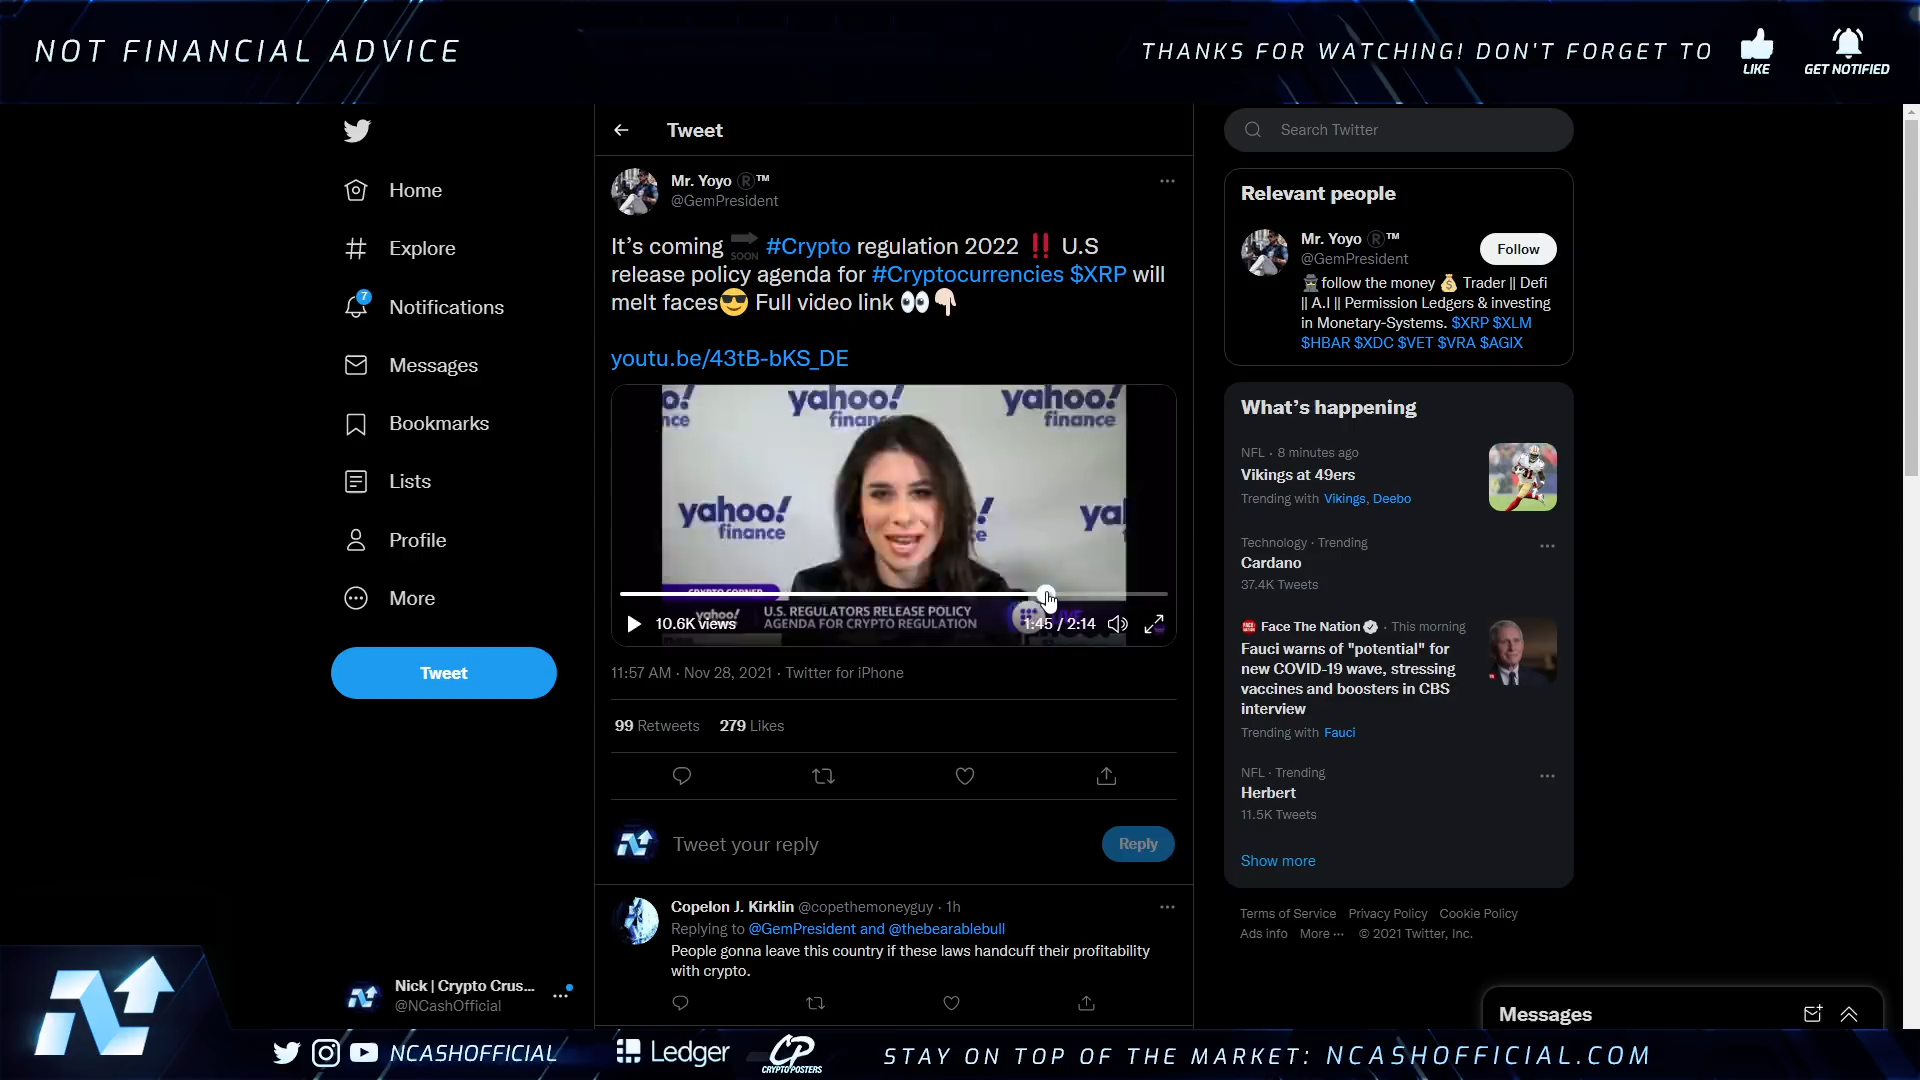 NOT FINANCIAL ADVICE
THANKS FOR WATCHING! DON'T FORGET TO
LIKE
GET NOTIFIED
Home
Explore
7
Notifications
Messages
Bookmarks
Lists
Profile
More
Tweet
Nick | Crypto Crus...
@NCashOfficial
Tweet
Mr. Yoyo ®™
@GemPresident
It's coming SOON #Crypto regulation 2022 ‼ U.S
release policy agenda for #Cryptocurrencies $XRP will
melt faces😎 Full video link 👀👇🏻
youtu.be/43tB-bKS_DE
yahoo!
finance
yahoo!
finance
yahoo!
finance
CRYPTO CORNER
yahoo!
U.S. REGULATORS RELEASE POLICY
AGENDA FOR CRYPTO REGULATION
10.6K views
1:45 / 2:14
11:57 AM · Nov 28, 2021 · Twitter for iPhone
99 Retweets 279 Likes
Tweet your reply
Reply
Copelon J. Kirklin @copethemoneyguy · 1h
Replying to @GemPresident and @thebearablebull
People gonna leave this country if these laws handcuff their profitability
with crypto.
Search Twitter
Relevant people
Mr. Yoyo ®™
@GemPresident
Follow
🕵follow the money 💰 Trader || Defi
|| A.I || Permission Ledgers & investing
in Monetary-Systems. $XRP $XLM
$HBAR $XDC $VET $VRA $AGIX
What's happening
NFL · 8 minutes ago
Vikings at 49ers
Trending with Vikings, Deebo
Technology · Trending
Cardano
37.4K Tweets
Face The Nation · This morning
Fauci warns of "potential" for
new COVID-19 wave, stressing
vaccines and boosters in CBS
interview
Trending with Fauci
NFL · Trending
Herbert
11.5K Tweets
Show more
Terms of Service Privacy Policy Cookie Policy
Ads info More ··· © 2021 Twitter, Inc.
Messages
NCASHOFFICIAL
Ledger
CP
CRYPTO POSTERS
STAY ON TOP OF THE MARKET: NCASHOFFICIAL.COM